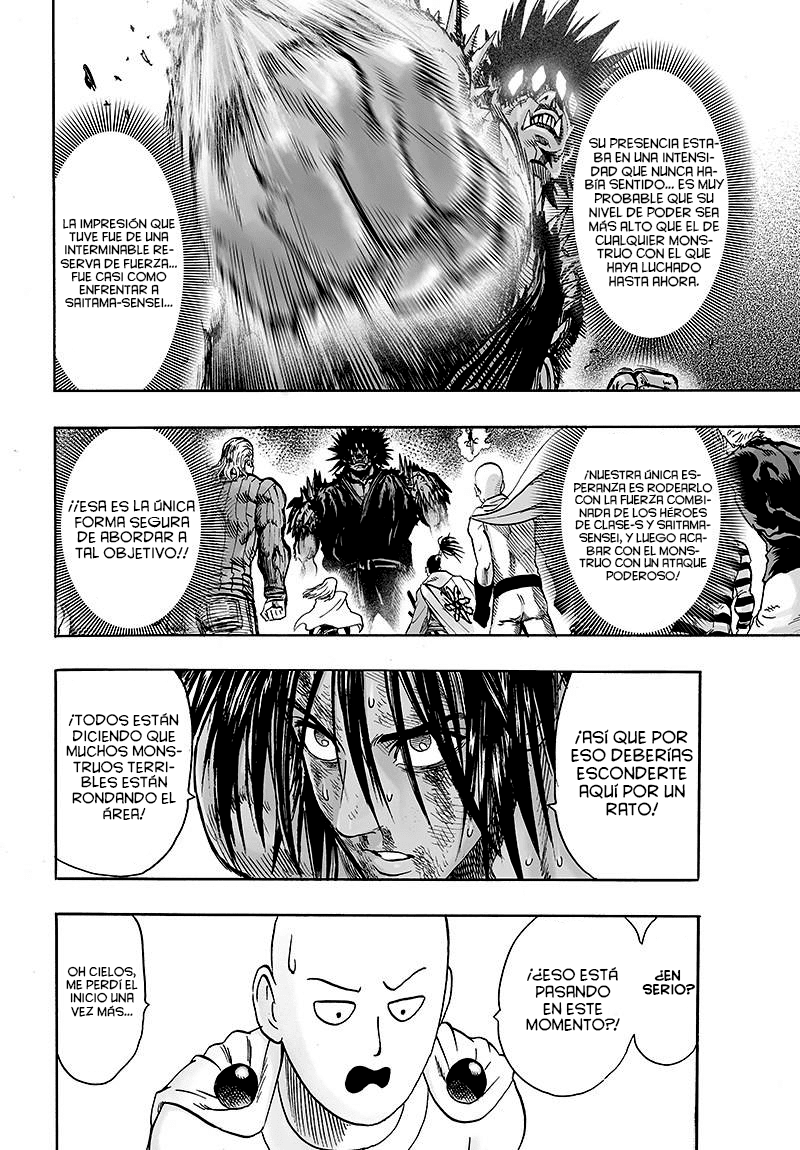 SU PRESENCIA ESTA-
BA EN UNA INTENSI-
DAD QUE NUNCA HA-
BÍA SENTIDO... ES MUY
PROBABLE QUE SU
NIVEL DE PODER SEA
MÁS ALTO QUE EL DE
CUALQUIER MONS-
TRUO CON EL QUE
HAYA LUCHADO
HASTA AHORA.
LA IMPRESIÓN QUE
TUVE FUE DE UNA
INTERMINABLE RE-
SERVA DE FUERZA...
FUE CASI COMO
ENFRENTAR A
SAITAMA-SENSEI...
¡NUESTRA ÚNICA ES-
PERANZA ES RODEARLO
CON LA FUERZA COMBI-
NADA DE LOS HÉROES
DE CLASE-S Y SAITAMA-
SENSEI, Y LUEGO ACA-
BAR CON EL MONS-
TRUO CON UN ATAQUE
PODEROSO!
¡¡ESA ES LA ÚNICA
FORMA SEGURA
DE ABORDAR A
TAL OBJETIVO!!
¡ASÍ QUE POR
ESO DEBERÍAS
ESCONDERTE
AQUÍ POR UN
RATO!
¡TODOS ESTÁN
DICIENDO QUE
MUCHOS MONS-
TRUOS TERRI-
BLES ESTÁN
RONDANDO EL
ÁREA!
¿EN
SERIO?
¡¿ESO ESTÁ
PASANDO
EN ESTE
MOMENTO?!
OH CIELOS,
ME PERDÍ EL
INICIO UNA
VEZ MÁS...